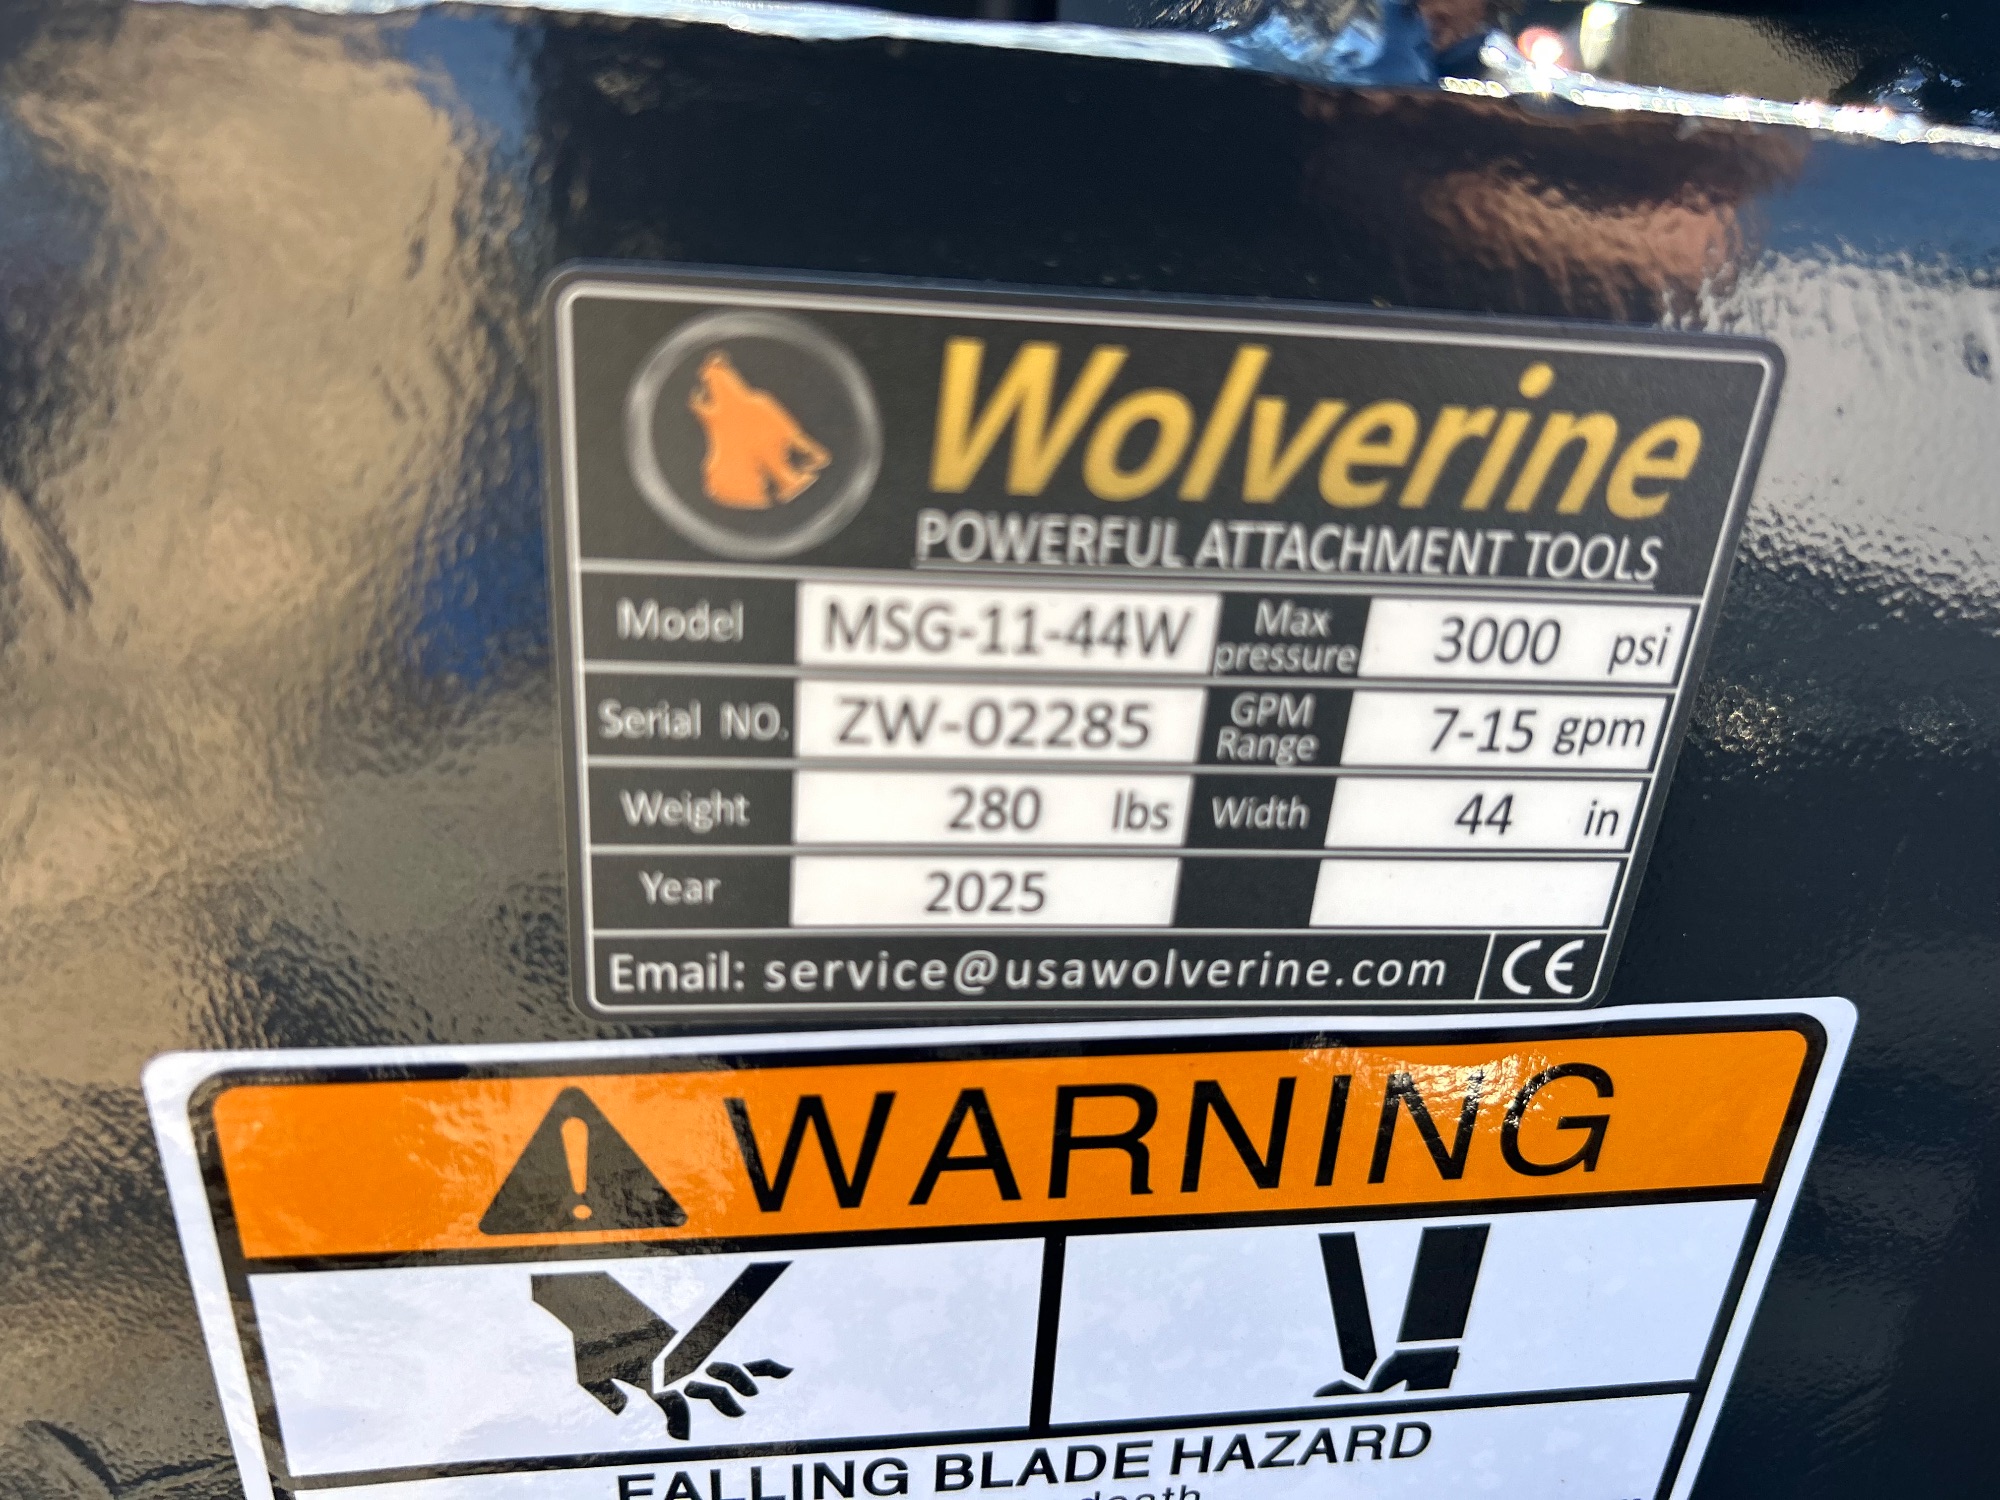 Wolverine
POWERFUL ATTACHMENT TOOLS
Model MSG-11-44W Max pressure 3000 psi
Serial NO. ZW-02285 GPM Range 7-15 gpm
Weight 280 lbs Width 44 in
Year 2025
Email: service@usawolverine.com CE
WARNING
FALLING BLADE HAZARD
death